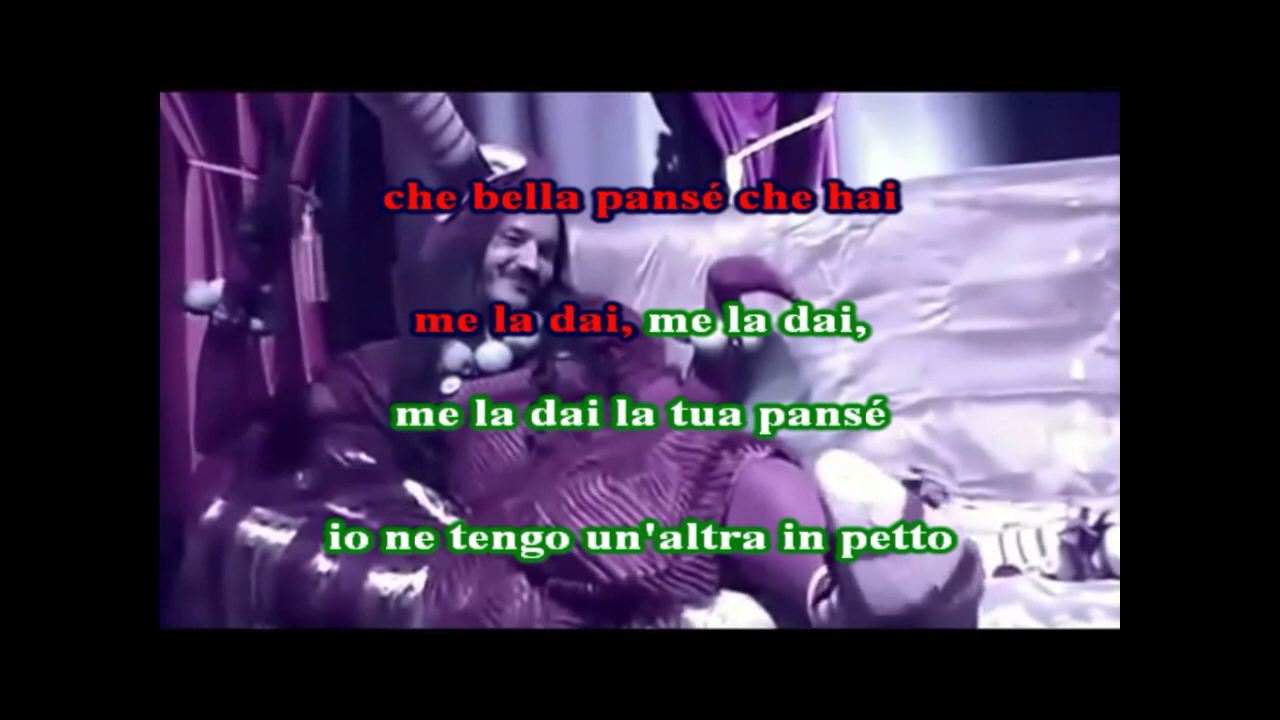 che bella pansé che hai
me la dai, me la dai,
me la dai la tua pansé
io ne tengo un'altra in petto